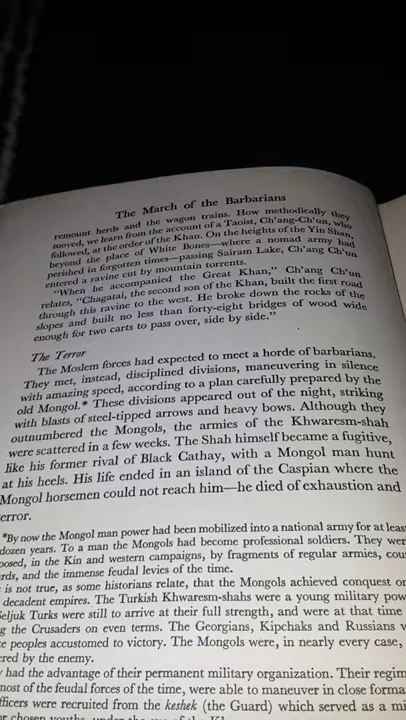 The March of the Barbarians
remount herds and the wagon trains. How methodically they
moved, we learn from the account of a Taoist, Ch'ang-Ch'un, who
followed, at the order of the Khan. On the heights of the Yin Shan,
beyond the place of White Bones—where a nomad army had
perished in forgotten times—passing Sairam Lake, Ch'ang Ch'un
entered a ravine cut by mountain torrents.
"When he accompanied the Great Khan," Ch'ang Ch'un
relates, "Chagatai, the second son of the Khan, built the first road
through this ravine to the west. He broke down the rocks of the
slopes and built no less than forty-eight bridges of wood wide
enough for two carts to pass over, side by side."
The Terror
The Moslem forces had expected to meet a horde of barbarians.
They met, instead, disciplined divisions, maneuvering in silence
with amazing speed, according to a plan carefully prepared by the
old Mongol.* These divisions appeared out of the night, striking
with blasts of steel-tipped arrows and heavy bows. Although they
outnumbered the Mongols, the armies of the Khwaresm-shah
were scattered in a few weeks. The Shah himself became a fugitive,
like his former rival of Black Cathay, with a Mongol man hunt
at his heels. His life ended in an island of the Caspian where the
Mongol horsemen could not reach him—he died of exhaustion and
error.
*By now the Mongol man power had been mobilized into a national army for at leas
dozen years. To a man the Mongols had become professional soldiers. They wer
posed, in the Kin and western campaigns, by fragments of regular armies, cou
rds, and the immense feudal levies of the time.
is not true, as some historians relate, that the Mongols achieved conquest o
decadent empires. The Turkish Khwaresm-shahs were a young military pow
eljuk Turks were still to arrive at their full strength, and were at that time
g the Crusaders on even terms. The Georgians, Kipchaks and Russians w
e peoples accustomed to victory. The Mongols were, in nearly every case,
ered by the enemy.
y had the advantage of their permanent military organization. Their regim
most of the feudal forces of the time, were able to maneuver in close forma
fficers were recruited from the keshek (the Guard) which served as a mi